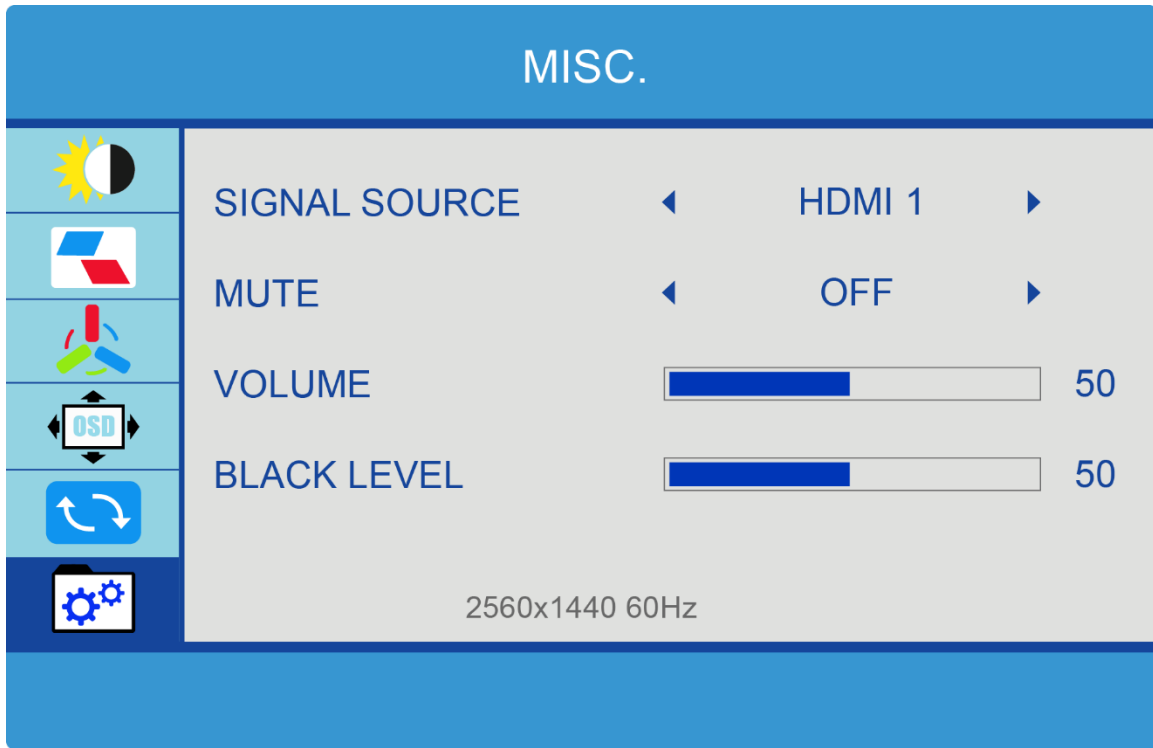 MISC.
SIGNAL SOURCE HDMI 1
MUTE OFF
VOLUME 50
OSD
BLACK LEVEL 50
2560x1440 60Hz